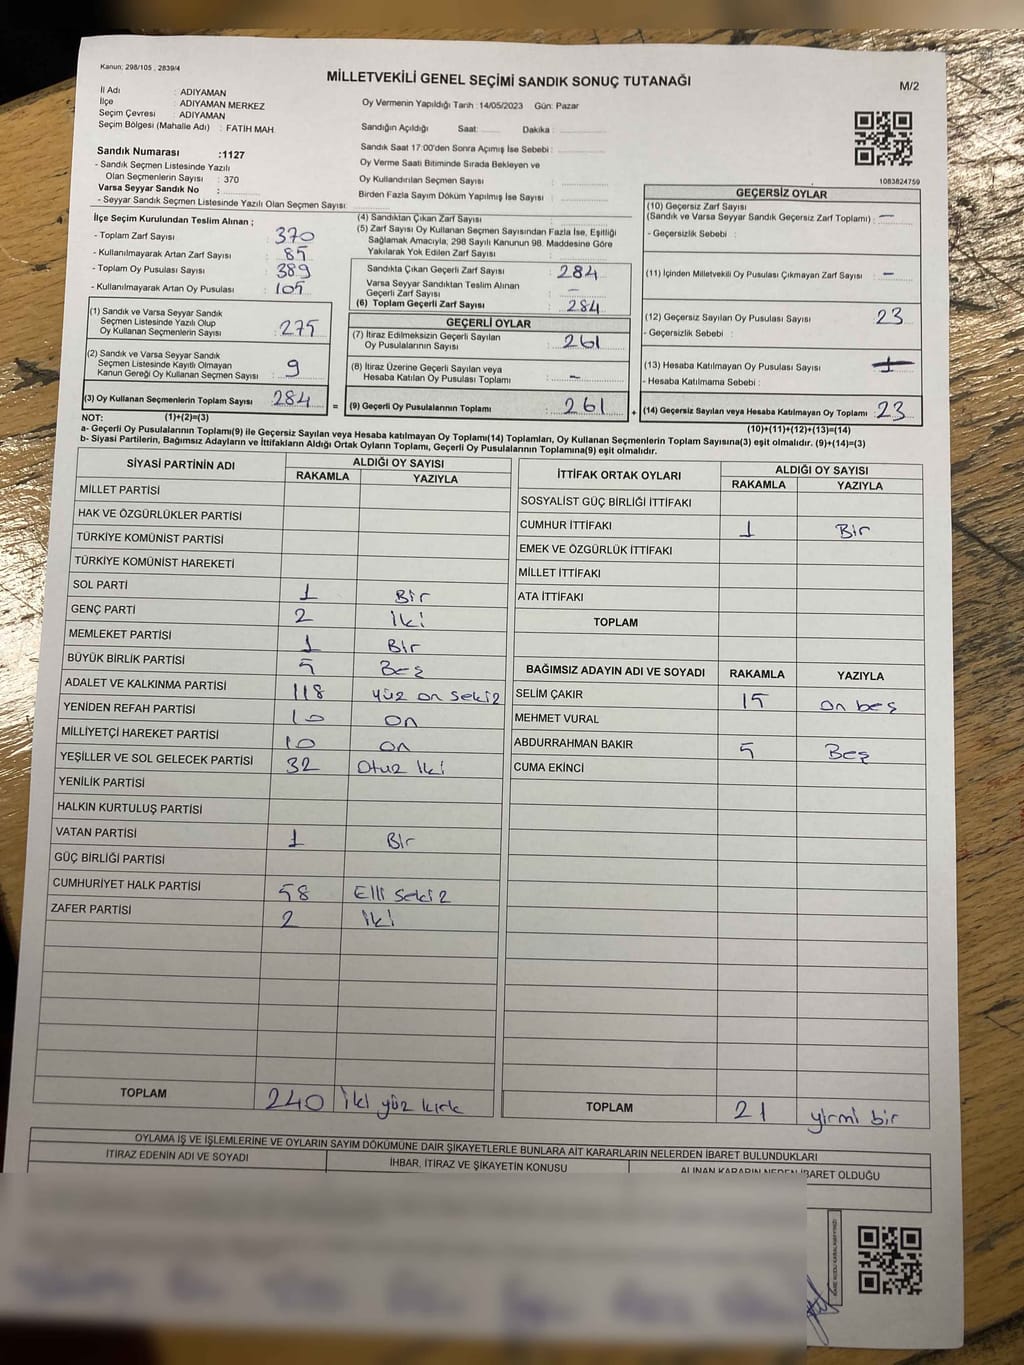 Kanun: 298/105 , 2839/4
MİLLETVEKİLİ GENEL SEÇİMİ SANDIK SONUÇ TUTANAĞI
M/2
İl Adı : ADIYAMAN
İlçe : ADIYAMAN MERKEZ
Seçim Çevresi : ADIYAMAN
Seçim Bölgesi (Mahalle Adı) : FATİH MAH.
Oy Vermenin Yapıldığı Tarih : 14/05/2023 Gün: Pazar
Sandığın Açıldığı Saat: Dakika :
Sandık Saat 17:00'den Sonra Açımış İse Sebebi :
Oy Verme Saati Bitiminde Sırada Bekleyen ve
Oy Kullandırılan Seçmen Sayısı :
Birden Fazla Sayım Döküm Yapılmış İse Sayısı :
Sandık Numarası :1127
- Sandık Seçmen Listesinde Yazılı
Olan Seçmenlerin Sayısı : 370
Varsa Seyyar Sandık No :
- Seyyar Sandık Seçmen Listesinde Yazılı Olan Seçmen Sayısı:
1083824759
İlçe Seçim Kurulundan Teslim Alınan ;
- Toplam Zarf Sayısı : 370
- Kullanılmayarak Artan Zarf Sayısı : 85
- Toplam Oy Pusulası Sayısı : 389
- Kullanılmayarak Artan Oy Pusulası : 105
(1) Sandık ve Varsa Seyyar Sandık
Seçmen Listesinde Yazılı Olup
Oy Kullanan Seçmenlerin Sayısı : 275
(2) Sandık ve Varsa Seyyar Sandık
Seçmen Listesinde Kayıtlı Olmayan
Kanun Gereği Oy Kullanan Seçmen Sayısı : 9
(3) Oy Kullanan Seçmenlerin Toplam Sayısı : 284
(4) Sandıktan Çıkan Zarf Sayısı :
(5) Zarf Sayısı Oy Kullanan Seçmen Sayısından Fazla İse, Eşitliği
Sağlamak Amacıyla, 298 Sayılı Kanunun 98. Maddesine Göre
Yakılarak Yok Edilen Zarf Sayısı :
Sandıkta Çıkan Geçerli Zarf Sayısı : 284
Varsa Seyyar Sandıktan Teslim Alınan
Geçerli Zarf Sayısı : -
(6) Toplam Geçerli Zarf Sayısı : 284
GEÇERLİ OYLAR
(7) İtiraz Edilmeksizin Geçerli Sayılan
Oy Pusulalarının Sayısı : 261
(8) İtiraz Üzerine Geçerli Sayılan veya
Hesaba Katılan Oy Pusulası Toplamı : -
= (9) Geçerli Oy Pusulalarının Toplamı : 261
GEÇERSİZ OYLAR
(10) Geçersiz Zarf Sayısı
(Sandık ve Varsa Seyyar Sandık Geçersiz Zarf Toplamı) : -
- Geçersizlik Sebebi :
(11) İçinden Milletvekili Oy Pusulası Çıkmayan Zarf Sayısı : -
(12) Geçersiz Sayılan Oy Pusulası Sayısı : 23
- Geçersizlik Sebebi :
(13) Hesaba Katılmayan Oy Pusulası Sayısı :
- Hesaba Katılmama Sebebi :
+ (14) Geçersiz Sayılan veya Hesaba Katılmayan Oy Toplamı : 23
NOT: (1)+(2)=(3)
(10)+(11)+(12)+(13)=(14)
a- Geçerli Oy Pusulalarının Toplamı(9) ile Geçersiz Sayılan veya Hesaba katılmayan Oy Toplamı(14) Toplamları, Oy Kullanan Seçmenlerin Toplam Sayısına(3) eşit olmalıdır. (9)+(14)=(3)
b- Siyasi Partilerin, Bağımsız Adayların ve İttifakların Aldığı Ortak Oyların Toplamı, Geçerli Oy Pusulalarının Toplamına(9) eşit olmalıdır.
SİYASİ PARTİNİN ADI ALDIĞI OY SAYISI
RAKAMLA YAZIYLA
MİLLET PARTİSİ
HAK VE ÖZGÜRLÜKLER PARTİSİ
TÜRKİYE KOMÜNİST PARTİSİ
TÜRKİYE KOMÜNİST HAREKETİ
SOL PARTİ 1 Bir
GENÇ PARTİ 2 iki
MEMLEKET PARTİSİ 1 Bir
BÜYÜK BİRLİK PARTİSİ 5 Beş
ADALET VE KALKINMA PARTİSİ 118 yüz on sekiz
YENİDEN REFAH PARTİSİ 10 on
MİLLİYETÇİ HAREKET PARTİSİ 10 on
YEŞİLLER VE SOL GELECEK PARTİSİ 32 Otuz iki
YENİLİK PARTİSİ
HALKIN KURTULUŞ PARTİSİ
VATAN PARTİSİ 1 Bir
GÜÇ BİRLİĞİ PARTİSİ
CUMHURİYET HALK PARTİSİ 58 Elli sekiz
ZAFER PARTİSİ 2 iki
TOPLAM 240 iki yüz kırk
İTTİFAK ORTAK OYLARI ALDIĞI OY SAYISI
RAKAMLA YAZIYLA
SOSYALİST GÜÇ BİRLİĞİ İTTİFAKI
CUMHUR İTTİFAKI 1 Bir
EMEK VE ÖZGÜRLÜK İTTİFAKI
MİLLET İTTİFAKI
ATA İTTİFAKI
TOPLAM
BAĞIMSIZ ADAYIN ADI VE SOYADI RAKAMLA YAZIYLA
SELİM ÇAKIR 15 on beş
MEHMET VURAL
ABDURRAHMAN BAKIR 5 Beş
CUMA EKİNCİ
TOPLAM 21 yirmi bir
OYLAMA İŞ VE İŞLEMLERİNE VE OYLARIN SAYIM DÖKÜMÜNE DAİR ŞİKAYETLERLE BUNLARA AİT KARARLARIN NELERDEN İBARET BULUNDUKLARI
İTİRAZ EDENİN ADI VE SOYADI İHBAR, İTİRAZ VE ŞİKAYETİN KONUSU ALINAN KARARIN NEDEN İBARET OLDUĞU